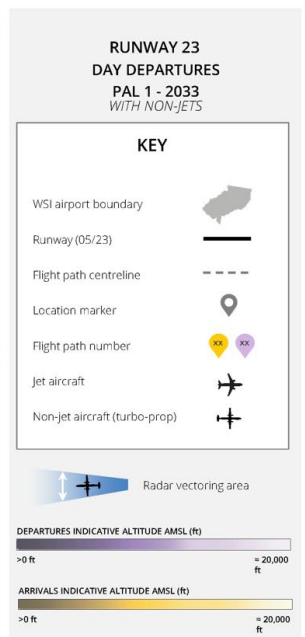 RUNWAY 23
DAY DEPARTURES
PAL 1 - 2033
WITH NON-JETS
KEY
WSI airport boundary
Runway (05/23)
Flight path centreline
Location marker
Flight path number
XX XX
Jet aircraft
Non-jet aircraft (turbo-prop)
Radar vectoring area
DEPARTURES INDICATIVE ALTITUDE AMSL (ft)
>0 ft
= 20,000
ft
ARRIVALS INDICATIVE ALTITUDE AMSL (ft)
>0 ft
= 20,000
ft